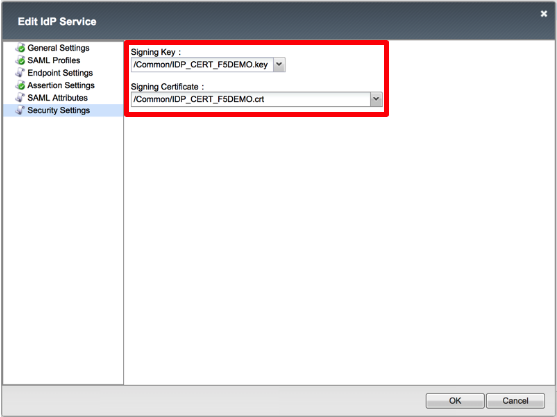 Edit IdP Service
General Settings
SAML Profiles
Endpoint Settings
Assertion Settings
SAML Attributes
Security Settings
Signing Key :
/Common/IDP_CERT_F5DEMO.key
Signing Certificate :
/Common/IDP_CERT_F5DEMO.crt
OK
Cancel